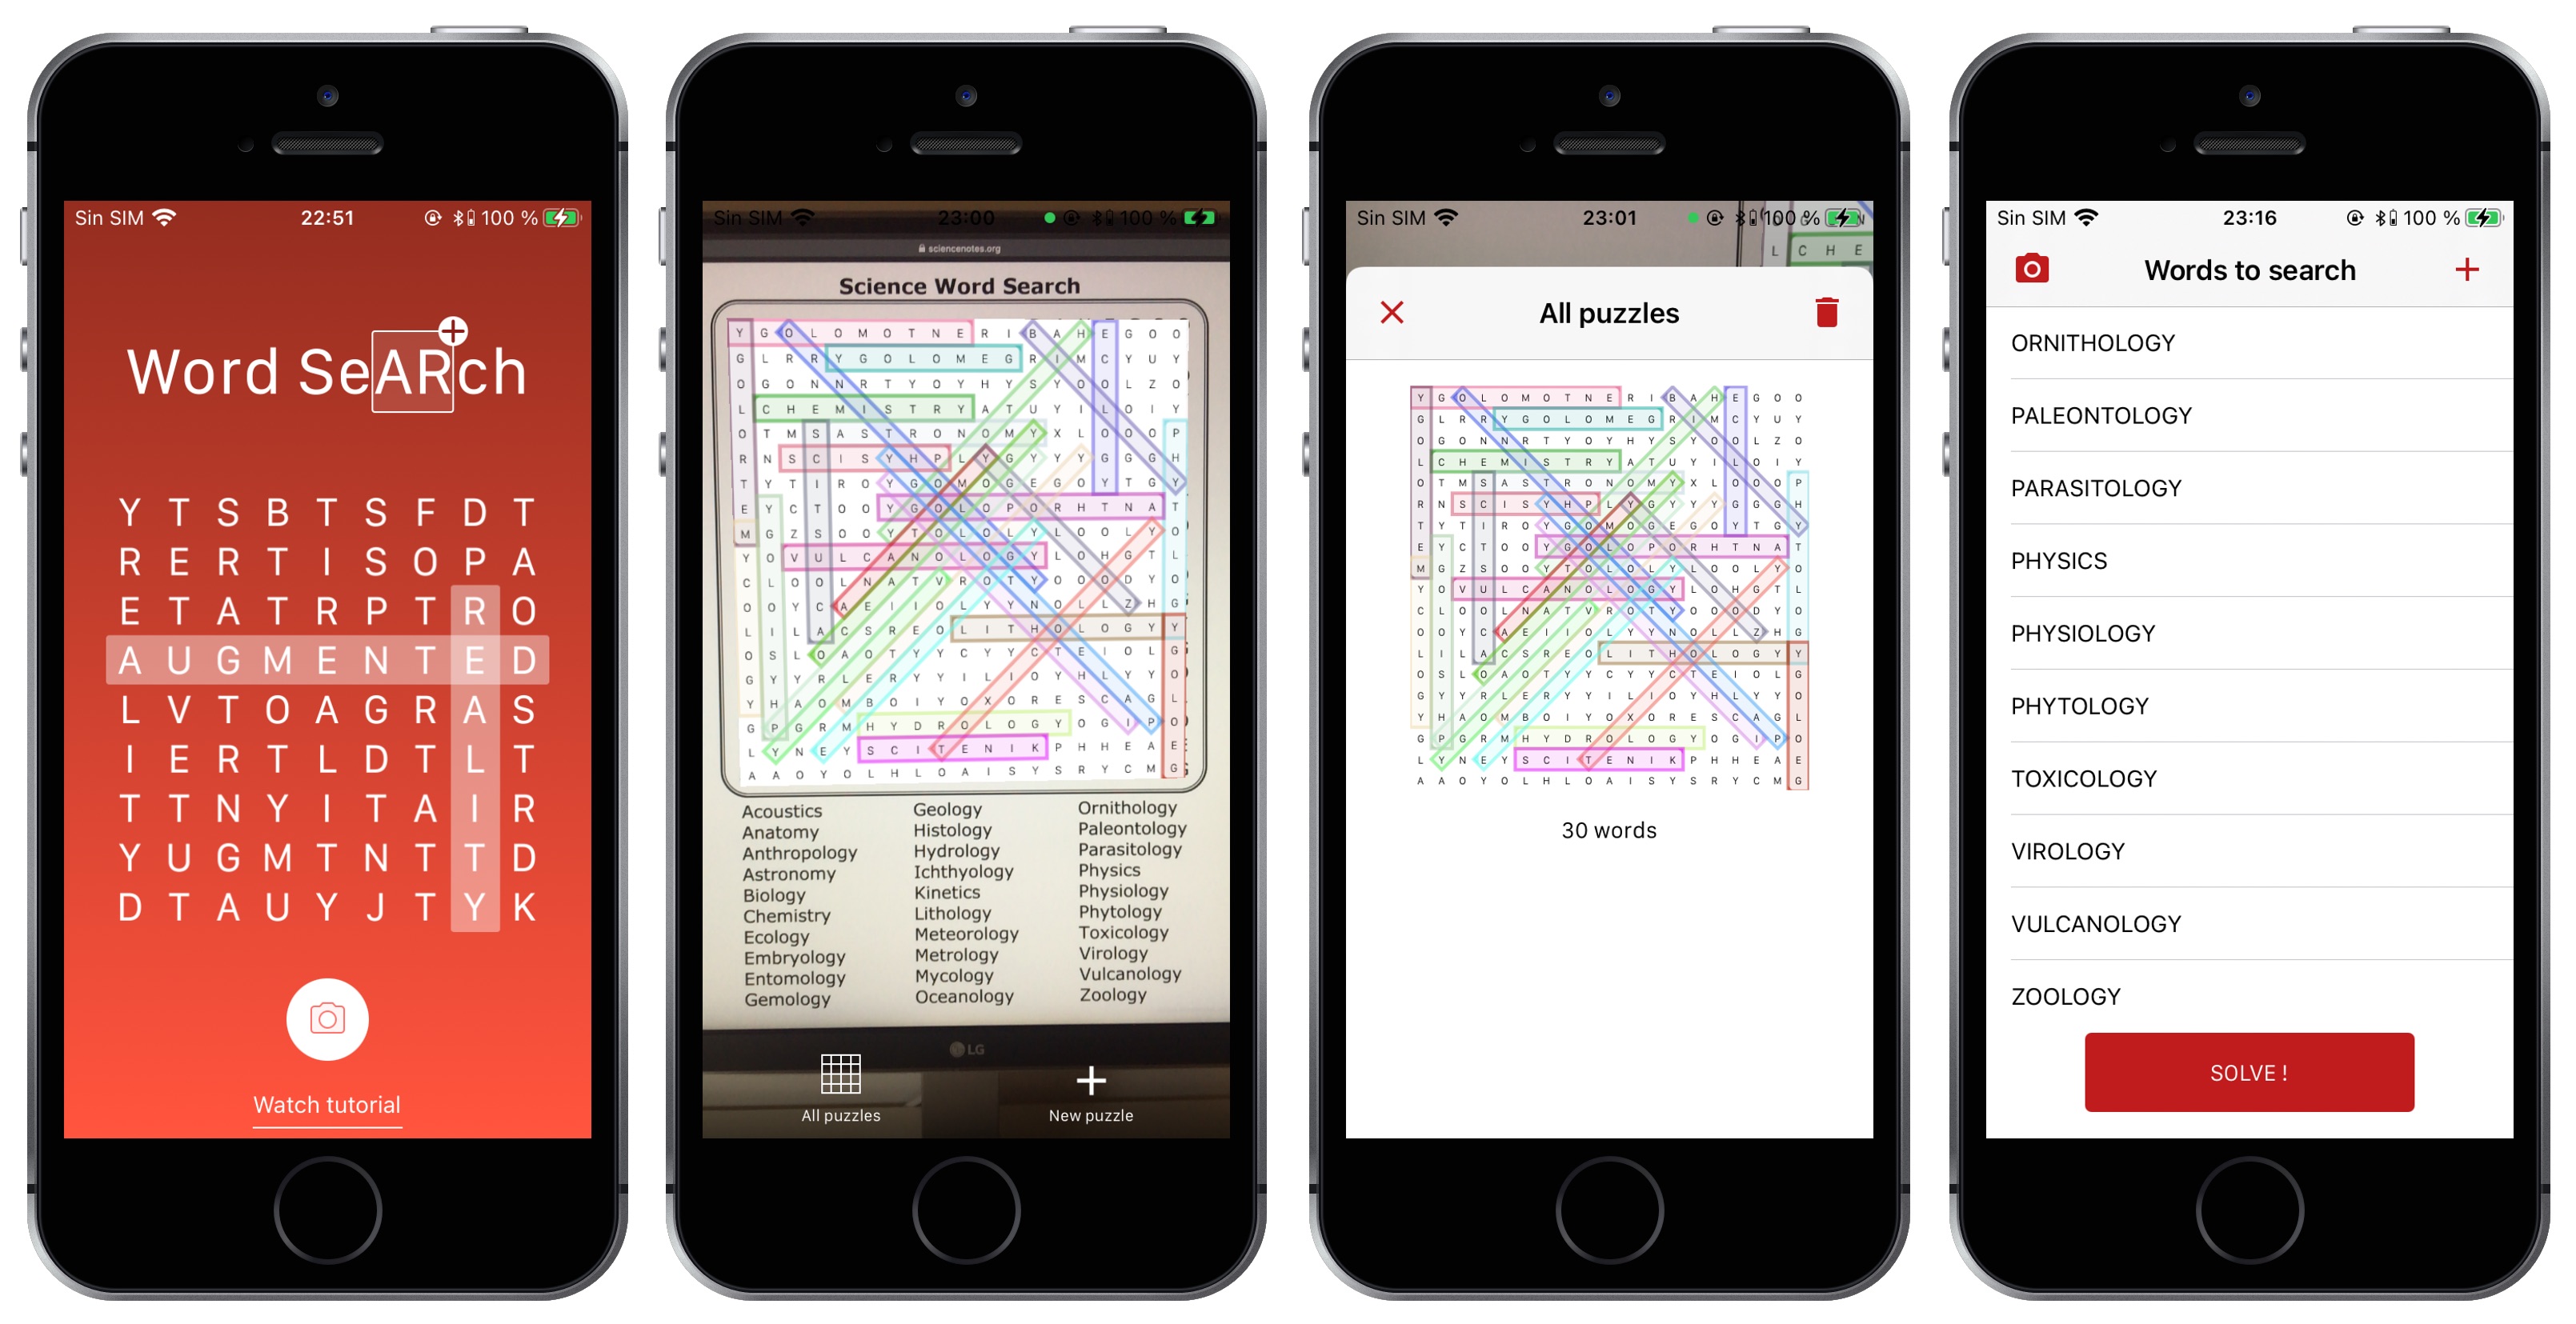 Sin SIM 22:51 100 %
Word SeARch
Y T S B T S F D T
R E R T I S O P A
E T A T R P T R O
A U G M E N T E D
L V T O A G R A S
I E R T L D T L T
T T N Y I T A I R
Y U G M T N T T D
D T A U Y J T Y K
Watch tutorial
Sin SIM 23:00 100 %
sciencenotes.org
Science Word Search
Y G O L O M O T N E R I B A H E G O O
G L R R Y G O L O M E G R I M C Y U Y
O G O N N R T Y O Y H Y S Y O O L Z O
L C H E M I S T R Y A T U Y I L O I Y
O T M S A S T R O N O M Y X L O O O P
R N S C I S Y H P L Y G Y Y Y G G G H
T Y T I R O Y G O M O G E G O Y T G Y
E Y C T O O Y G O L O P O R H T N A T
M G Z S O O Y T O L O L Y L O O L Y O
Y O V U L C A N O L O G Y L O H G T L
C L O O L N A T V R O T Y O O O D Y O
O O Y C A E I I O L Y Y N O L L Z H G
L I L A C S R E O L I T H O L O G Y Y
O S L O A O T Y Y C Y Y C T E I O L G
G Y Y R L E R Y Y I L I O Y H L Y Y O
Y H A O M B O I Y O X O R E S C A G L
G P G R M H Y D R O L O G Y O G I P O
L Y N E Y S C I T E N I K P H H E A E
A A O Y O L H L O A I S Y S R Y C M G
Acoustics Geology Ornithology
Anatomy Histology Paleontology
Anthropology Hydrology Parasitology
Astronomy Ichthyology Physics
Biology Kinetics Physiology
Chemistry Lithology Phytology
Ecology Meteorology Toxicology
Embryology Metrology Virology
Entomology Mycology Vulcanology
Gemology Oceanology Zoology
LG
All puzzles New puzzle
Sin SIM 23:01 100 %
L C H E
All puzzles
Y G O L O M O T N E R I B A H E G O O
G L R R Y G O L O M E G R I M C Y U Y
O G O N N R T Y O Y H Y S Y O O L Z O
L C H E M I S T R Y A T U Y I L O I Y
O T M S A S T R O N O M Y X L O O O P
R N S C I S Y H P L Y G Y Y Y G G G H
T Y T I R O Y G O M O G E G O Y T G Y
E Y C T O O Y G O L O P O R H T N A T
M G Z S O O Y T O L O L Y L O O L Y O
Y O V U L C A N O L O G Y L O H G T L
C L O O L N A T V R O T Y O O O D Y O
O O Y C A E I I O L Y Y N O L L Z H G
L I L A C S R E O L I T H O L O G Y Y
O S L O A O T Y Y C Y Y C T E I O L G
G Y Y R L E R Y Y I L I O Y H L Y Y O
Y H A O M B O I Y O X O R E S C A G L
G P G R M H Y D R O L O G Y O G I P O
L Y N E Y S C I T E N I K P H H E A E
A A O Y O L H L O A I S Y S R Y C M G
30 words
Sin SIM 23:16 100 %
Words to search
ORNITHOLOGY
PALEONTOLOGY
PARASITOLOGY
PHYSICS
PHYSIOLOGY
PHYTOLOGY
TOXICOLOGY
VIROLOGY
VULCANOLOGY
ZOOLOGY
SOLVE !